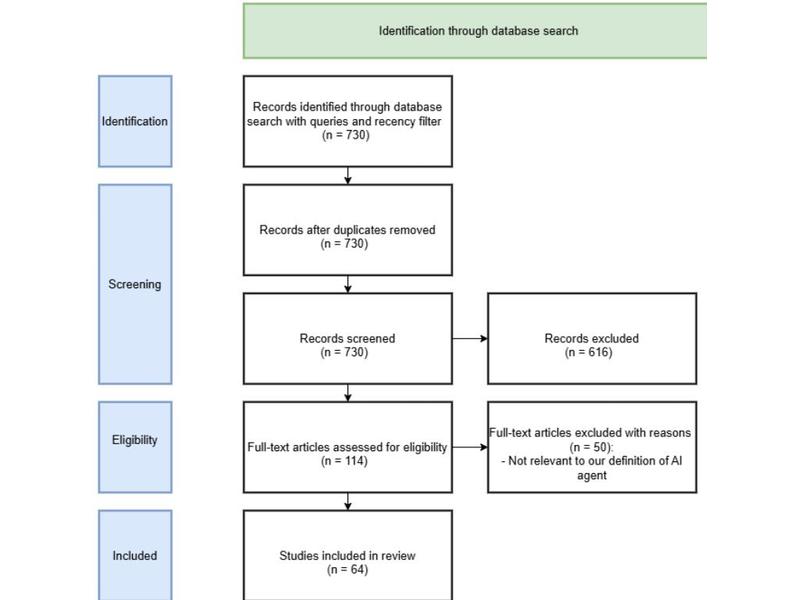 Identification through database search
Identification
Records identified through database
search with queries and recency filter
(n = 730)
Records after duplicates removed
(n = 730)
Screening
Records screened
(n = 730)
Records excluded
(n = 616)
Eligibility
Full-text articles assessed for eligibility
(n = 114)
Full-text articles excluded with reasons
(n = 50):
- Not relevant to our definition of AI
agent
Included
Studies included in review
(n = 64)